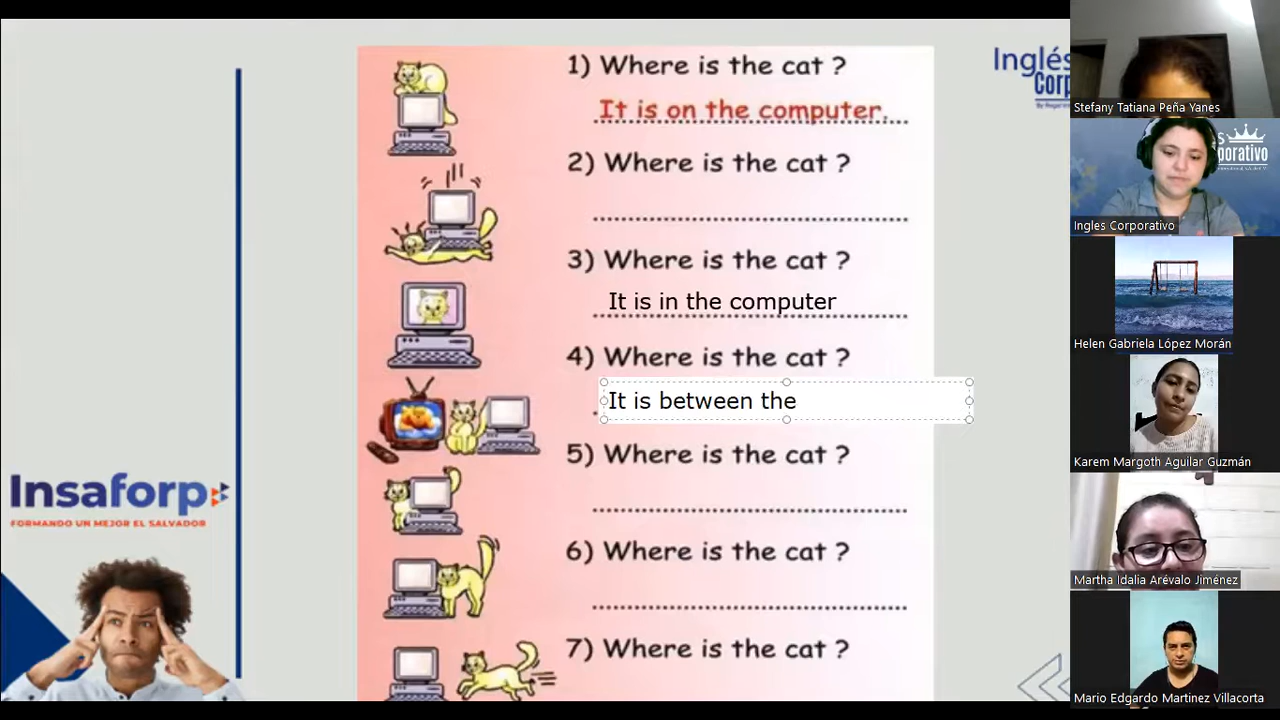 1) Where is the cat ?
It is on the computer.
2) Where is the cat ?
3) Where is the cat ?
It is in the computer
4) Where is the cat ?
It is between the
5) Where is the cat ?
6) Where is the cat ?
7) Where is the cat ?
Insaforp
FORMANDO UN MEJOR EL SALVADOR
Inglés
Corp
Stefany Tatiana Peña Yanes
orporativo
Ingles Corporativo
Helen Gabriela López Morán
Karem Margoth Aguilar Guzmán
Martha Idalia Arévalo Jiménez
Mario Edgardo Martinez Villacorta